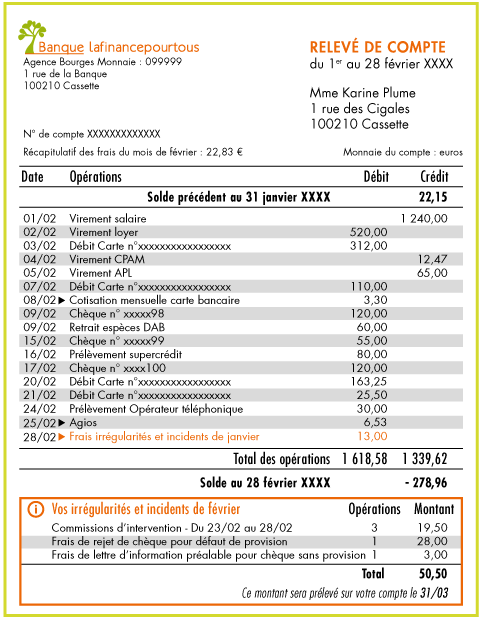 Banque lafinancepourtous
Agence Bourges Monnaie : 099999
1 rue de la Banque
100210 Cassette
RELEVÉ DE COMPTE
du 1er au 28 février XXXX
Mme Karine Plume
1 rue des Cigales
100210 Cassette
N° de compte XXXXXXXXXXXXX
Récapitulatif des frais du mois de février : 22,83 € Monnaie du compte : euros
Date Opérations Débit Crédit
Solde précédent au 31 janvier XXXX 22,15
01/02 Virement salaire 1 240,00
02/02 Virement loyer 520,00
03/02 Débit Carte n°xxxxxxxxxxxxxxxxx 312,00
04/02 Virement CPAM 12,47
05/02 Virement APL 65,00
07/02 Débit Carte n°xxxxxxxxxxxxxxxxx 110,00
08/02 ▶ Cotisation mensuelle carte bancaire 3,30
09/02 Chèque n° xxxxx98 120,00
09/02 Retrait espèces DAB 60,00
15/02 Chèque n° xxxxx99 55,00
16/02 Prélèvement supercrédit 80,00
17/02 Chèque n° xxxx100 120,00
20/02 Débit Carte n°xxxxxxxxxxxxxxxxx 163,25
21/02 Débit Carte n°xxxxxxxxxxxxxxxxx 25,50
24/02 Prélèvement Opérateur téléphonique 30,00
25/02 ▶ Agios 6,53
28/02 ▶ Frais irrégularités et incidents de janvier 13,00
Total des opérations 1 618,58 1 339,62
Solde au 28 février XXXX - 278,96
i Vos irrégularités et incidents de février Opérations Montant
Commissions d'intervention - Du 23/02 au 28/02 3 19,50
Frais de rejet de chèque pour défaut de provision 1 28,00
Frais de lettre d'information préalable pour chèque sans provision 1 3,00
Total 50,50
Ce montant sera prélevé sur votre compte le 31/03